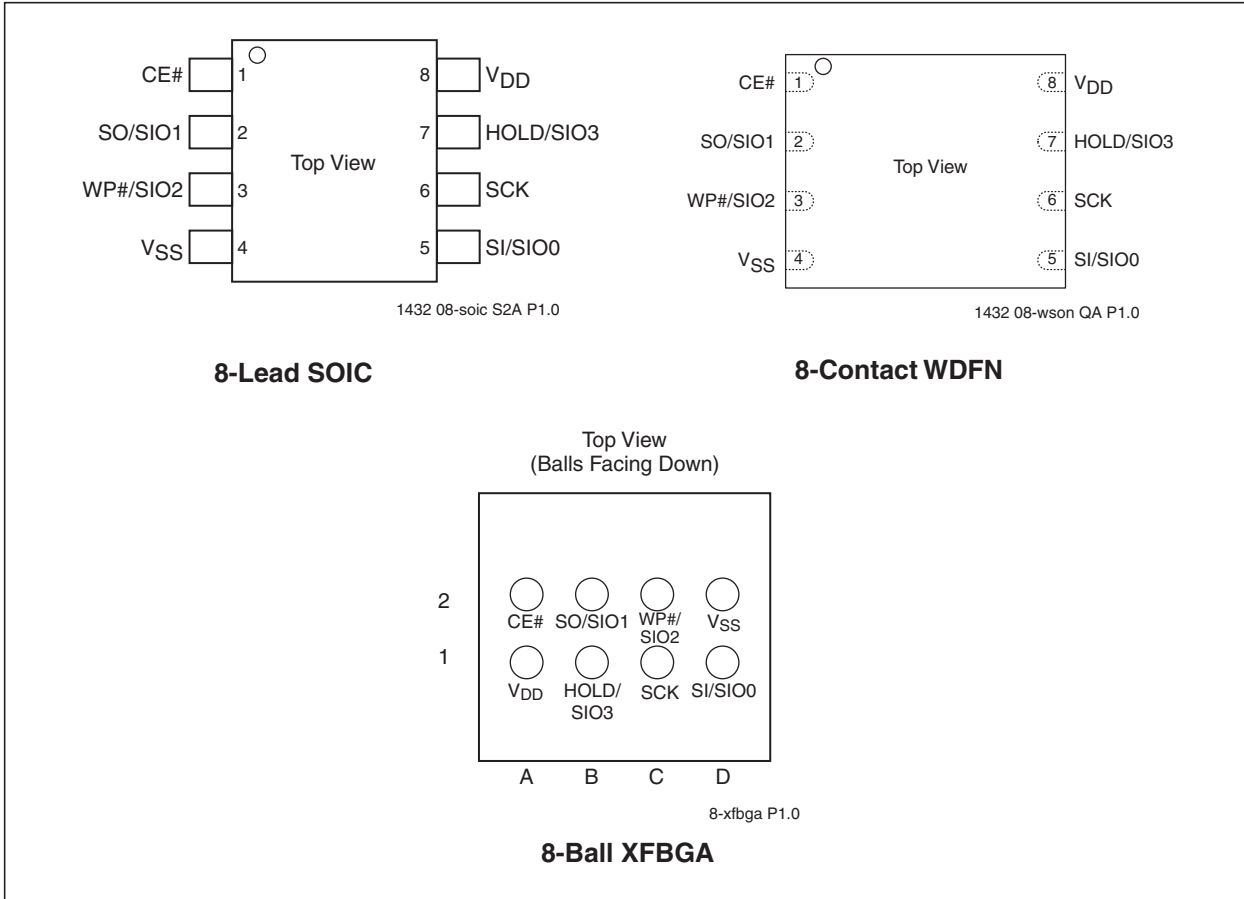 CE# 1 8 VDD
SO/SIO1 2 7 HOLD/SIO3
Top View
WP#/SIO2 3 6 SCK
VSS 4 5 SI/SIO0
1432 08-soic S2A P1.0
8-Lead SOIC
CE# 1 8 VDD
SO/SIO1 2 7 HOLD/SIO3
Top View
WP#/SIO2 3 6 SCK
VSS 4 5 SI/SIO0
1432 08-wson QA P1.0
8-Contact WDFN
Top View
(Balls Facing Down)
2
CE# SO/SIO1 WP#/
SIO2 VSS
1
VDD HOLD/
SIO3 SCK SI/SIO0
A B C D
8-xfbga P1.0
8-Ball XFBGA